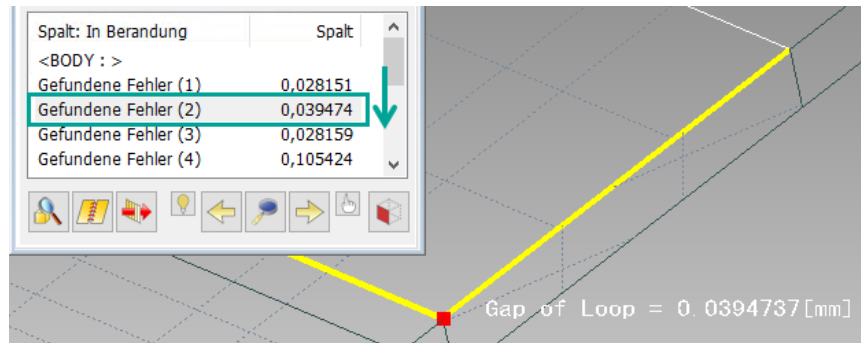 Spalt: In Berandung Spalt
<BODY : >
Gefundene Fehler (1) 0,028151
Gefundene Fehler (2) 0,039474
Gefundene Fehler (3) 0,028159
Gefundene Fehler (4) 0,105424
Gap of Loop = 0.0394737[mm]